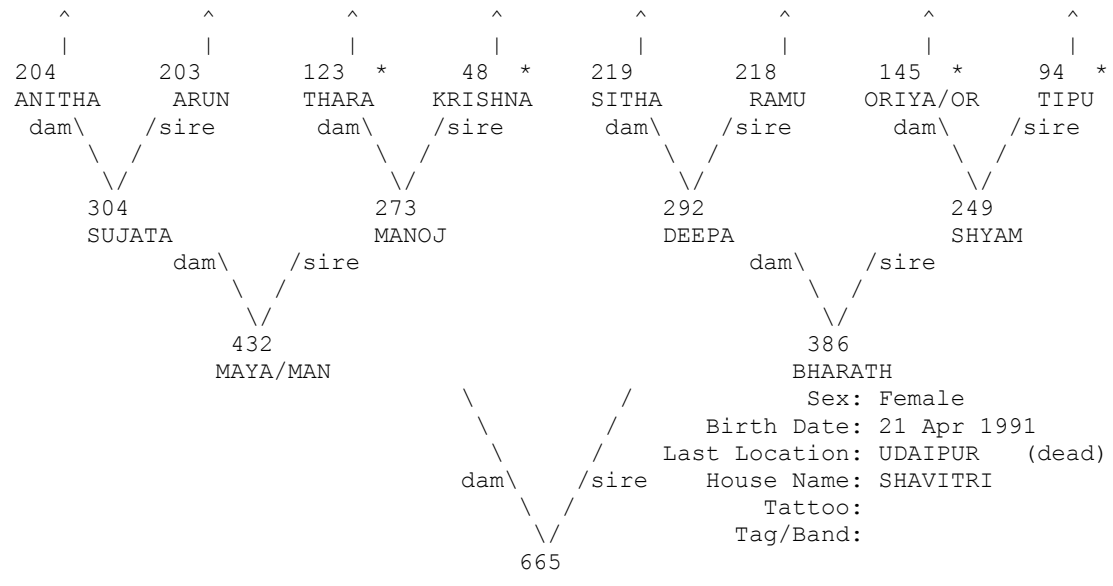 ^ ^ ^ ^ ^ ^ ^ ^
| | | | | | | |
204 203 123 * 48 * 219 218 145 * 94 *
ANITHA ARUN THARA KRISHNA SITHA RAMU ORIYA/OR TIPU
dam\ /sire dam\ /sire dam\ /sire dam\ /sire
\ / \ / \ / \ /
\/ \/ \/ \/
304 273 292 249
SUJATA MANOJ DEEPA SHYAM
dam\ /sire dam\ /sire
\ / \ /
\/ \/
432 386
MAYA/MAN BHARATH
\ / Sex: Female
\ / Birth Date: 21 Apr 1991
\ / Last Location: UDAIPUR (dead)
dam\ /sire House Name: SHAVITRI
\ / Tattoo:
\/ Tag/Band:
665